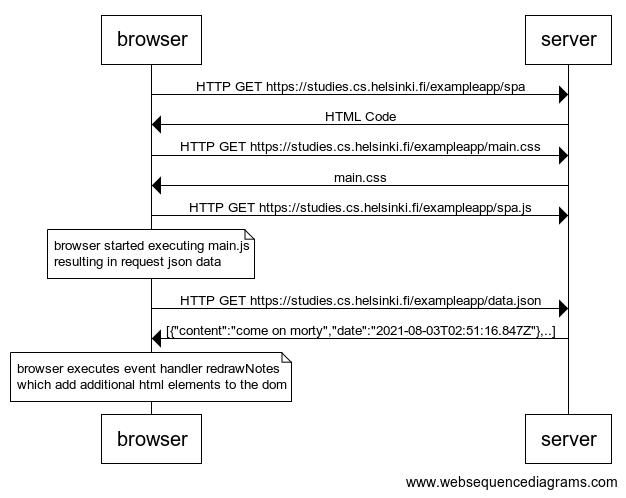 browser
server
HTTP GET https://studies.cs.helsinki.fi/exampleapp/spa
HTML Code
HTTP GET https://studies.cs.helsinki.fi/exampleapp/main.css
main.css
HTTP GET https://studies.cs.helsinki.fi/exampleapp/spa.js
browser started executing main.js
resulting in request json data
HTTP GET https://studies.cs.helsinki.fi/exampleapp/data.json
[{"content":"come on morty","date":"2021-08-03T02:51:16.847Z"},..]
browser executes event handler redrawNotes
which add additional html elements to the dom
browser
server
www.websequencediagrams.com